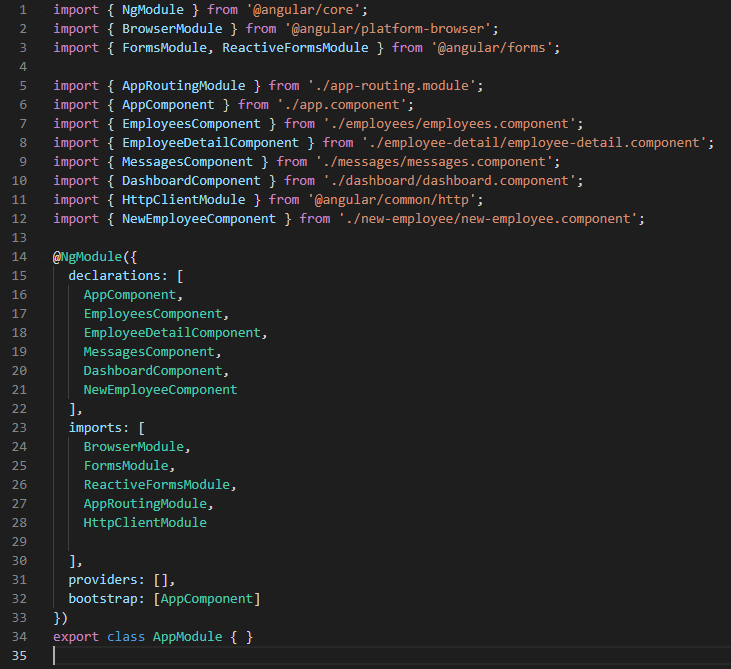 1 import { NgModule } from '@angular/core';
2 import { BrowserModule } from '@angular/platform-browser';
3 import { FormsModule, ReactiveFormsModule } from '@angular/forms';
4
5 import { AppRoutingModule } from './app-routing.module';
6 import { AppComponent } from './app.component';
7 import { EmployeesComponent } from './employees/employees.component';
8 import { EmployeeDetailComponent } from './employee-detail/employee-detail.component';
9 import { MessagesComponent } from './messages/messages.component';
10 import { DashboardComponent } from './dashboard/dashboard.component';
11 import { HttpClientModule } from '@angular/common/http';
12 import { NewEmployeeComponent } from './new-employee/new-employee.component';
13
14 @NgModule({
15   declarations: [
16     AppComponent,
17     EmployeesComponent,
18     EmployeeDetailComponent,
19     MessagesComponent,
20     DashboardComponent,
21     NewEmployeeComponent
22   ],
23   imports: [
24     BrowserModule,
25     FormsModule,
26     ReactiveFormsModule,
27     AppRoutingModule,
28     HttpClientModule
29
30   ],
31   providers: [],
32   bootstrap: [AppComponent]
33 })
34 export class AppModule { }
35